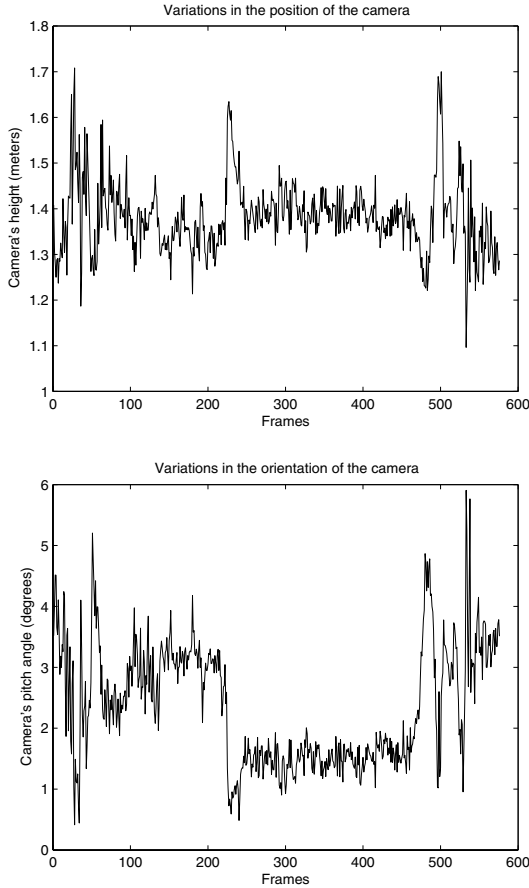 Variations in the position of the camera
1.8
1.7
1.6
1.5
1.4
1.3
1.2
1.1
1
Camera's height (meters)
0 100 200 300 400 500 600
Frames
Variations in the orientation of the camera
6
5
4
3
2
1
0
Camera's pitch angle (degrees)
0 100 200 300 400 500 600
Frames